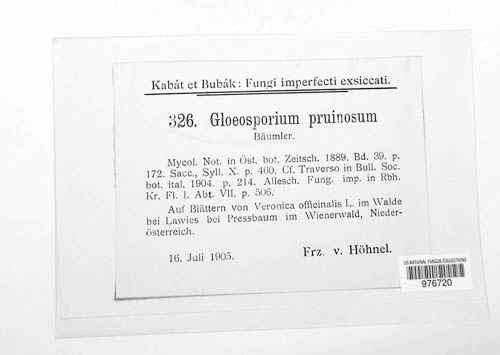 Kabát et Bubák: Fungi imperfecti exsiccati.
326. Gloeosporium pruinosum
Bäumler.
Mycol. Not. in Öst. bot. Zeitsch. 1889. Bd. 39. p.
172. Sacc., Syll. X. p. 460. Cf. Traverso in Bull. Soc.
bot. ital. 1904. p. 214. Allesch. Fung. imp. in Rbh.
Kr. Fl. I. Abt. VII. p. 506.
Auf Blättern von Veronica officinalis L. im Walde
bei Lawies bei Pressbaum im Wienerwald, Nieder-
österreich.
16. Juli 1905. Frz. v. Höhnel.
US NATIONAL FUNGUS COLLECTIONS
976720